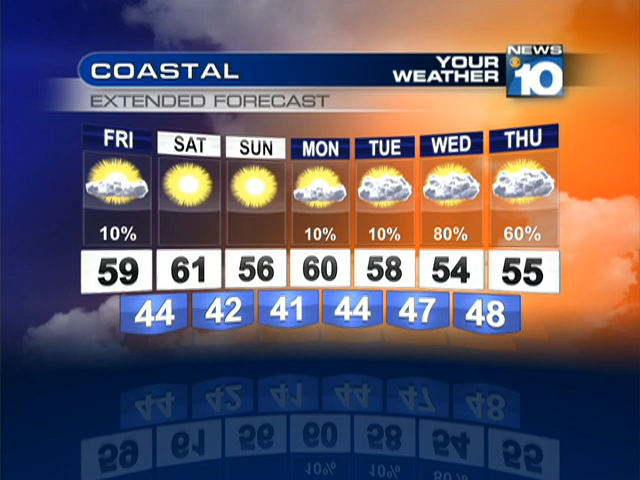 NEWS
COASTAL YOUR WEATHER 10
EXTENDED FORECAST
FRI SAT SUN MON TUE WED THU
10% 10% 10% 80% 60%
59 61 56 60 58 54 55
44 42 41 44 47 48